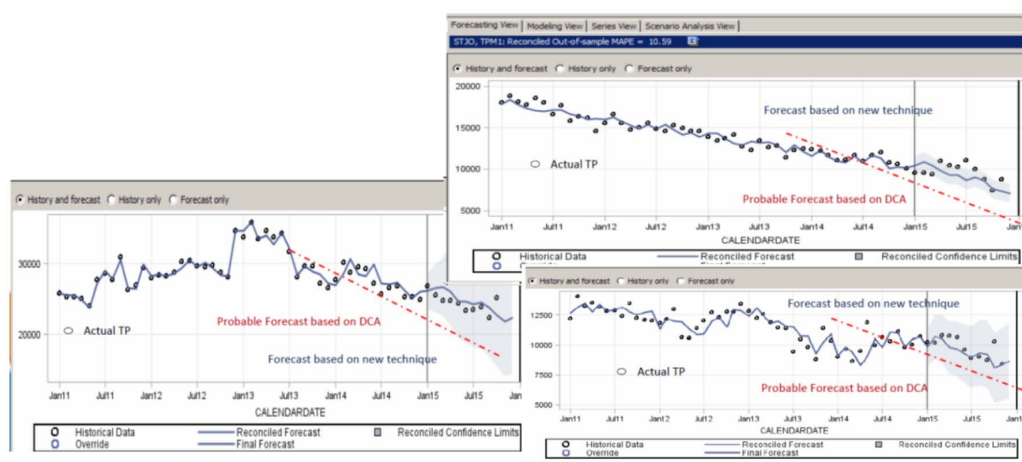 Forecasting View | Modeling View | Series View | Scenario Analysis View
STJO, TPM1: Reconciled Out-of-sample MAPE = 10.59
History and forecast History only Forecast only
20000
15000
10000
5000
Forecast based on new technique
Actual TP
Probable Forecast based on DCA
Jan11 Jul11 Jan12 Jul12 Jan13 Jul13 Jan14 Jul14 Jan15 Jul15 Jan1
CALENDARDATE
Historical Data Reconciled Forecast Reconciled Confidence Limits
History and forecast History only Forecast only
30000
20000
Actual TP
Probable Forecast based on DCA
Forecast based on new technique
Jan11 Jul11 Jan12 Jul12 Jan13 Jul13 Jan14 Jul14 Jan15 Jul15 Jan1
CALENDARDATE
Historical Data Reconciled Forecast Reconciled Confidence Limits
Override Final Forecast
History and forecast History only Forecast only
12500
10000
7500
5000
Forecast based on new technique
Actual TP
Probable Forecast based on DCA
Jan11 Jul11 Jan12 Jul12 Jan13 Jul13 Jan14 Jul14 Jan15 Jul15 Jan
CALENDARDATE
Historical Data Reconciled Forecast Reconciled Confidence Limits
Override Final Forecast